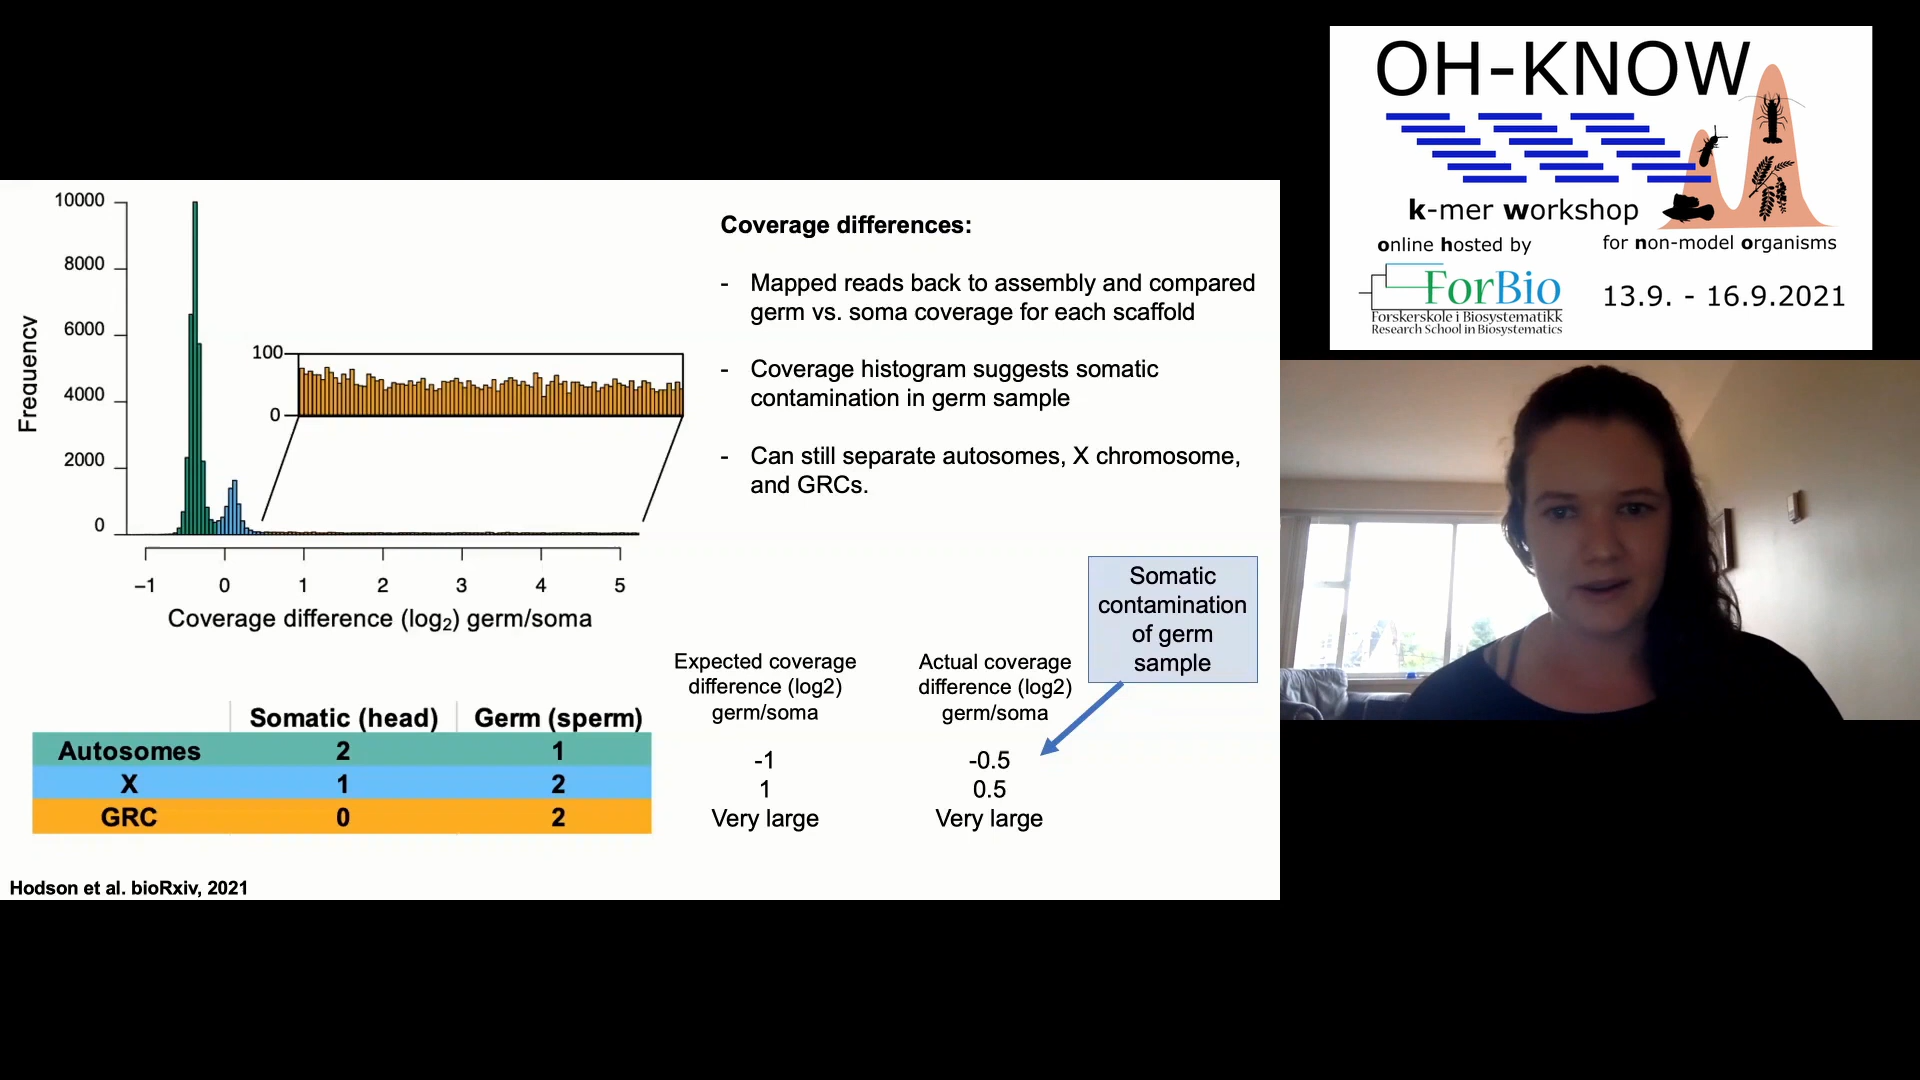 10000
8000
6000
4000
2000
0
Frequency
100
0
−1 0 1 2 3 4 5
Coverage difference (log2) germ/soma
Coverage differences:
- Mapped reads back to assembly and compared
germ vs. soma coverage for each scaffold
- Coverage histogram suggests somatic
contamination in germ sample
- Can still separate autosomes, X chromosome,
and GRCs.
Somatic
contamination
of germ
sample
Expected coverage
difference (log2)
germ/soma
Actual coverage
difference (log2)
germ/soma
-1 -0.5
1 0.5
Very large Very large
Somatic (head) Germ (sperm)
Autosomes 2 1
X 1 2
GRC 0 2
Hodson et al. bioRxiv, 2021
OH-KNOW
k-mer workshop
online hosted by for non-model organisms
ForBio 13.9. - 16.9.2021
Forskerskole i Biosystematikk
Research School in Biosystematics